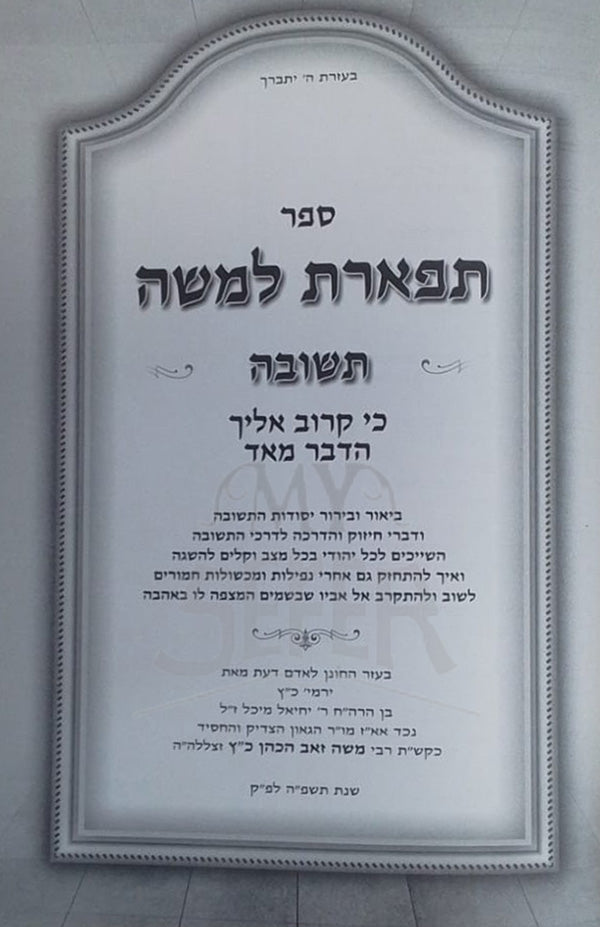 בעזרת ה' יתברך
ספר
תפארת למשה
תשובה
כי קרוב אליך
הדבר מאד
ביאור ובירור יסודות התשובה
ודברי חיזוק והדרכה לדרכי התשובה
השייכים לכל יהודי בכל מצב וקלים להשגה
ואיך להתחזק גם אחרי נפילות ומכשולות חמורים
לשוב ולהתקרב אל אביו שבשמים המצפה לו באהבה
MY
SEFER
בעזר החונן לאדם דעת מאת
ירמי' כ"ץ
בן הרה"ח ר' יחיאל מיכל ז"ל
נכד אא"ז מו"ר הגאון הצדיק והחסיד
כקש"ת רבי משה זאב הכהן כ"ץ זצללה"ה
שנת תשפ"ה לפ"ק